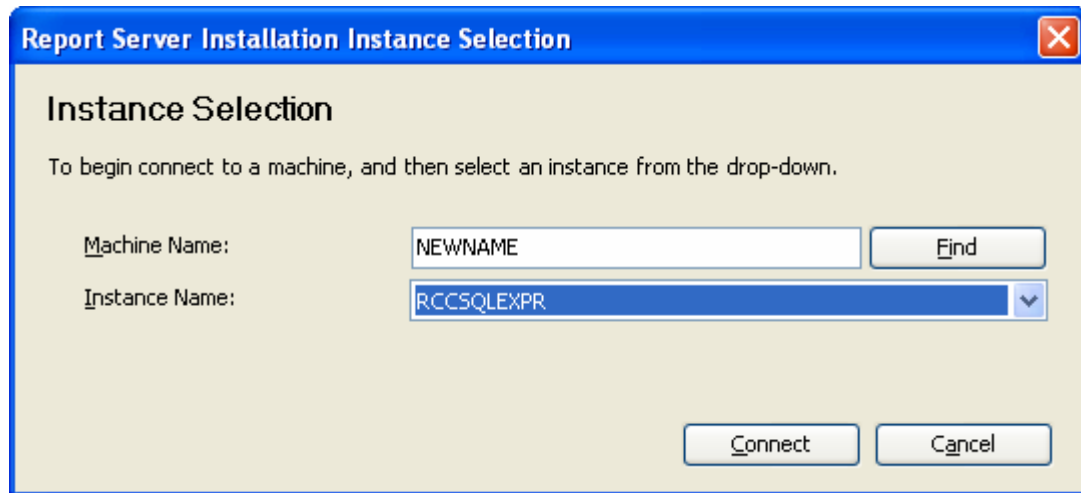 Report Server Installation Instance Selection
Instance Selection
To begin connect to a machine, and then select an instance from the drop-down.
Machine Name: NEWNAME Find
Instance Name: RCCSQLEXPR
Connect Cancel